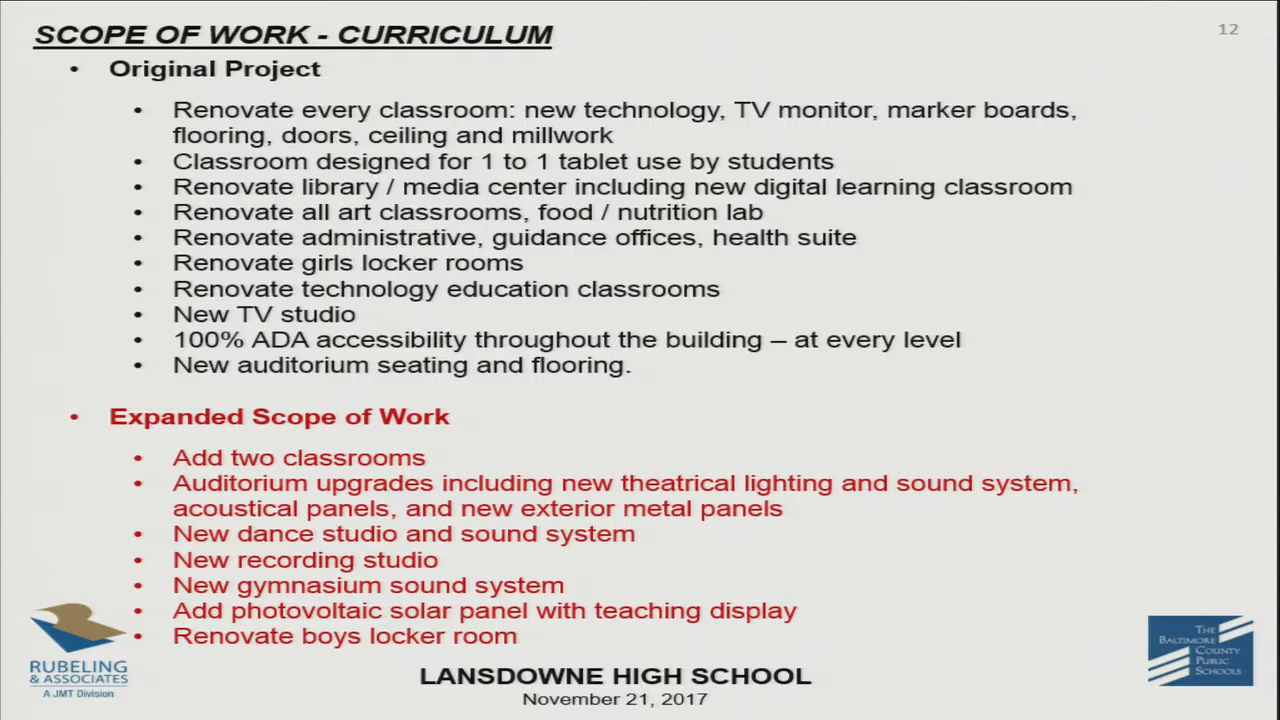 SCOPE OF WORK - CURRICULUM
12
• Original Project
• Renovate every classroom: new technology, TV monitor, marker boards,
flooring, doors, ceiling and millwork
• Classroom designed for 1 to 1 tablet use by students
• Renovate library / media center including new digital learning classroom
• Renovate all art classrooms, food / nutrition lab
• Renovate administrative, guidance offices, health suite
• Renovate girls locker rooms
• Renovate technology education classrooms
• New TV studio
• 100% ADA accessibility throughout the building – at every level
• New auditorium seating and flooring.
• Expanded Scope of Work
• Add two classrooms
• Auditorium upgrades including new theatrical lighting and sound system,
acoustical panels, and new exterior metal panels
• New dance studio and sound system
• New recording studio
• New gymnasium sound system
• Add photovoltaic solar panel with teaching display
• Renovate boys locker room
RUBELING
& ASSOCIATES
A JMT Division
LANSDOWNE HIGH SCHOOL
November 21, 2017
THE
BALTIMORE
COUNTY
PUBLIC
SCHOOLS